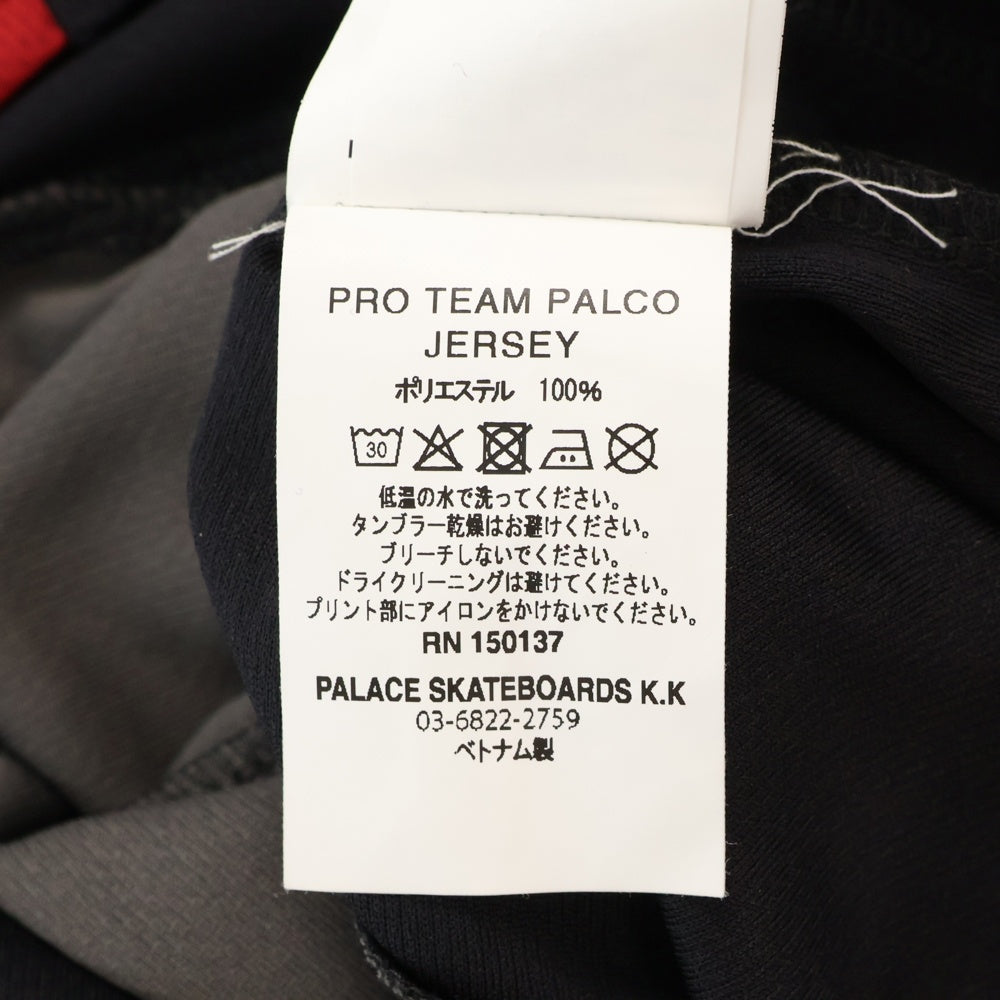 PRO TEAM PALCO
JERSEY
ポリエステル 100%
30
低温の水で洗ってください。
タンブラー乾燥はお避けください。
ブリーチしないでください。
ドライクリーニングは避けてください。
プリント部にアイロンをかけないでください。
RN 150137
PALACE SKATEBOARDS K.K
03-6822-2759
ベトナム製